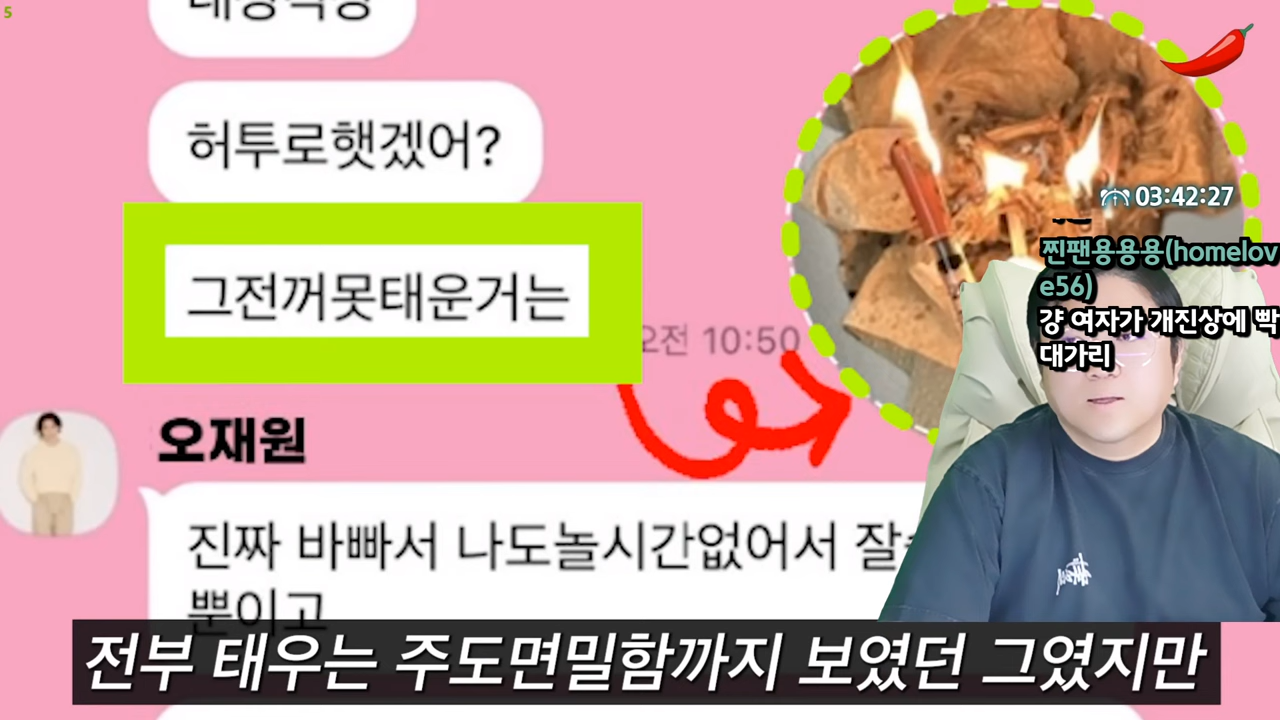 5
허투로햇겠어?
그전꺼못태운거는
오전 10:50
03:42:27
찐팬용용용(homelov
e56)
걍 여자가 개진상에 빡
대가리
오재원
진짜 바빠서 나도놀시간없어서
뿐이고
전부 태우는 주도면밀함까지 보였던 그였지만